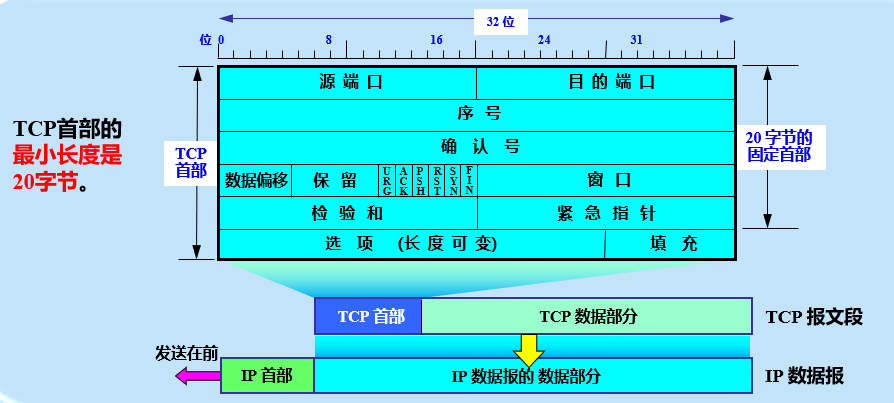 32 位
位 0 8 16 24 31
源 端 口 目 的 端 口
序 号
TCP首部的
最小长度是
20字节。
TCP
首部
确 认 号
20 字节的
固定首部
数据偏移 保 留 URG ACK PSH RST SYN FIN 窗 口
检 验 和 紧 急 指 针
选 项 (长 度 可 变) 填 充
TCP 首部 TCP 数据部分 TCP 报文段
发送在前
IP 首部 IP 数据报的 数据部分 IP 数据报